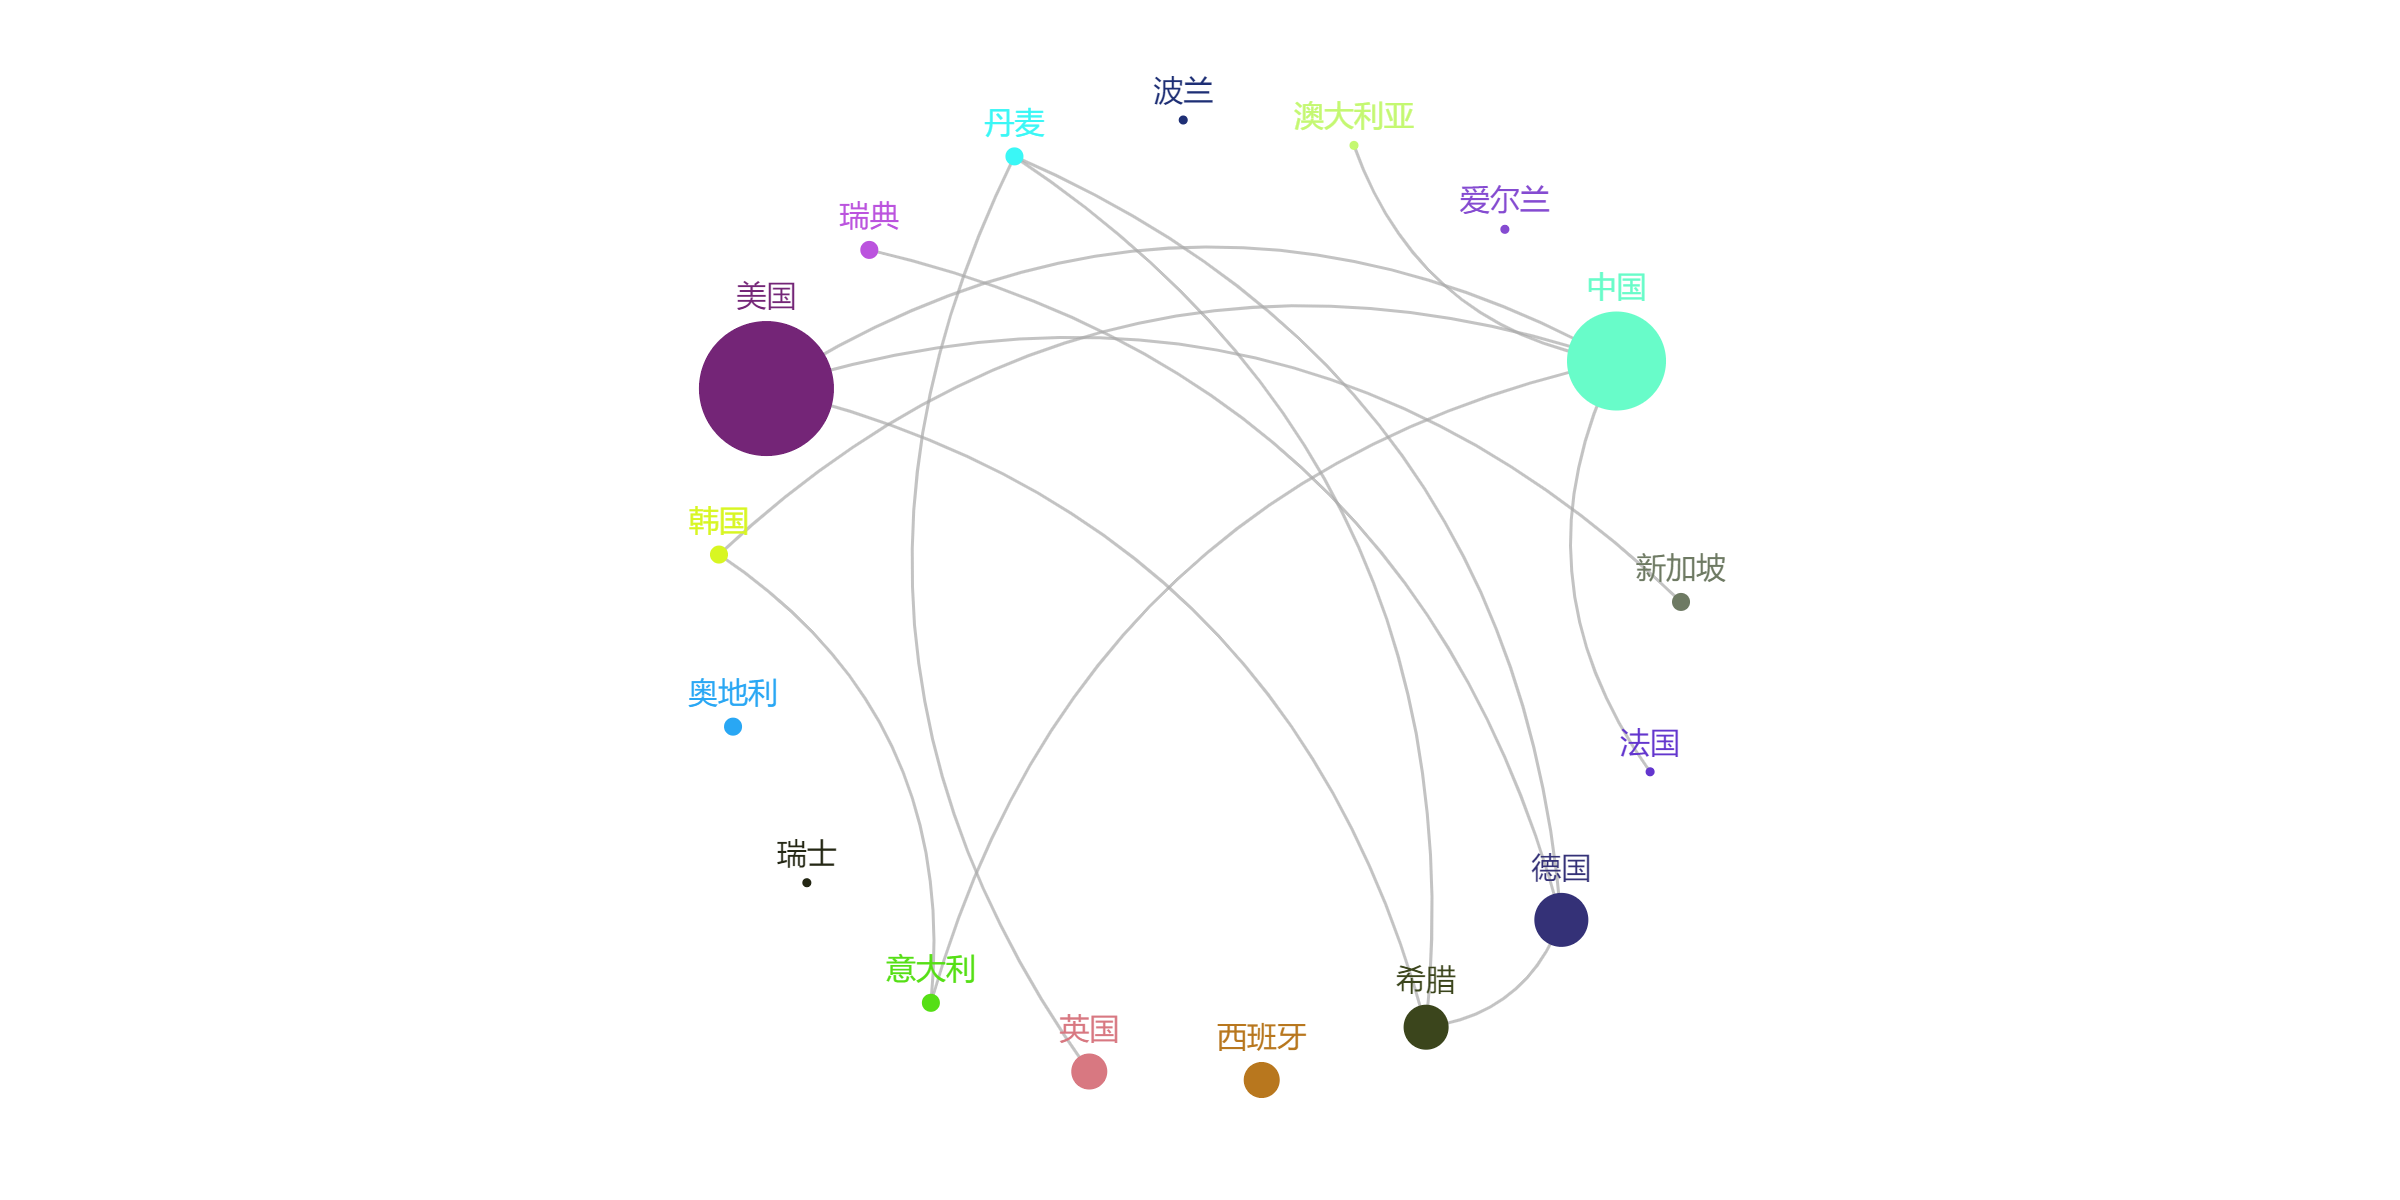 波兰
澳大利亚
丹麦
爱尔兰
瑞典
中国
美国
韩国
新加坡
奥地利
法国
瑞士
德国
意大利
希腊
英国
西班牙